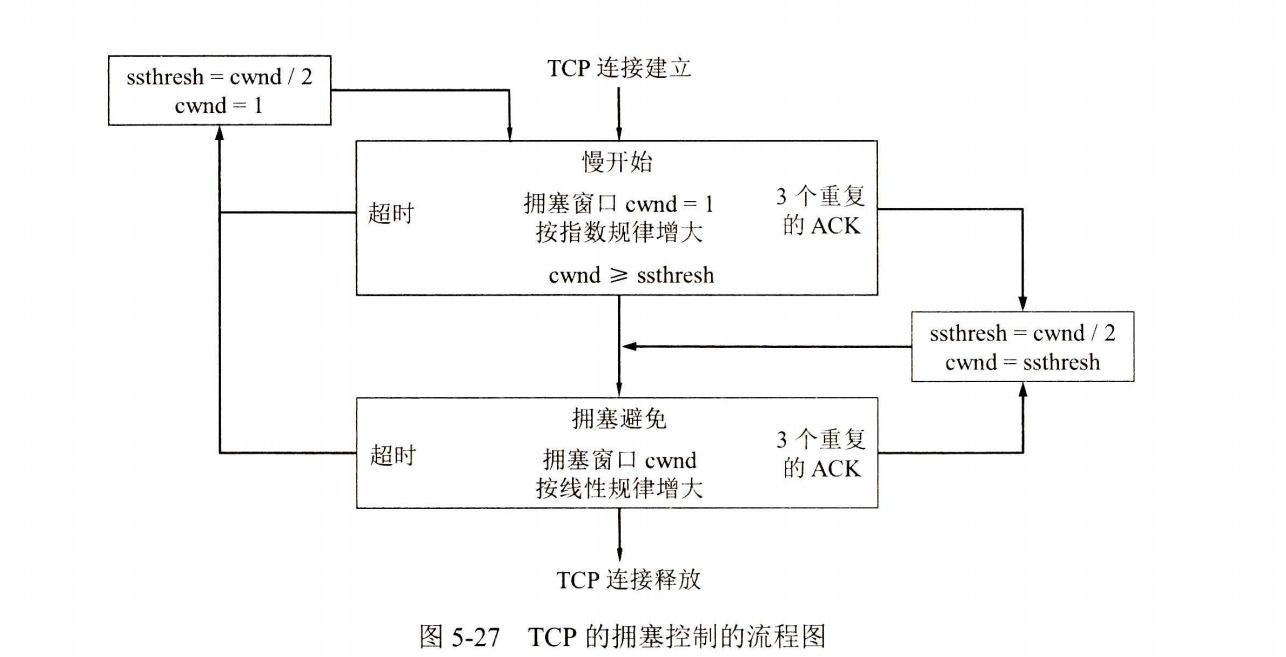 ssthresh = cwnd / 2
cwnd = 1
TCP 连接建立
慢开始
超时
拥塞窗口 cwnd = 1
按指数规律增大
3 个重复
的 ACK
cwnd ⩾ ssthresh
ssthresh = cwnd / 2
cwnd = ssthresh
拥塞避免
超时
拥塞窗口 cwnd
按线性规律增大
3 个重复
的 ACK
TCP 连接释放
图 5-27 TCP 的拥塞控制的流程图